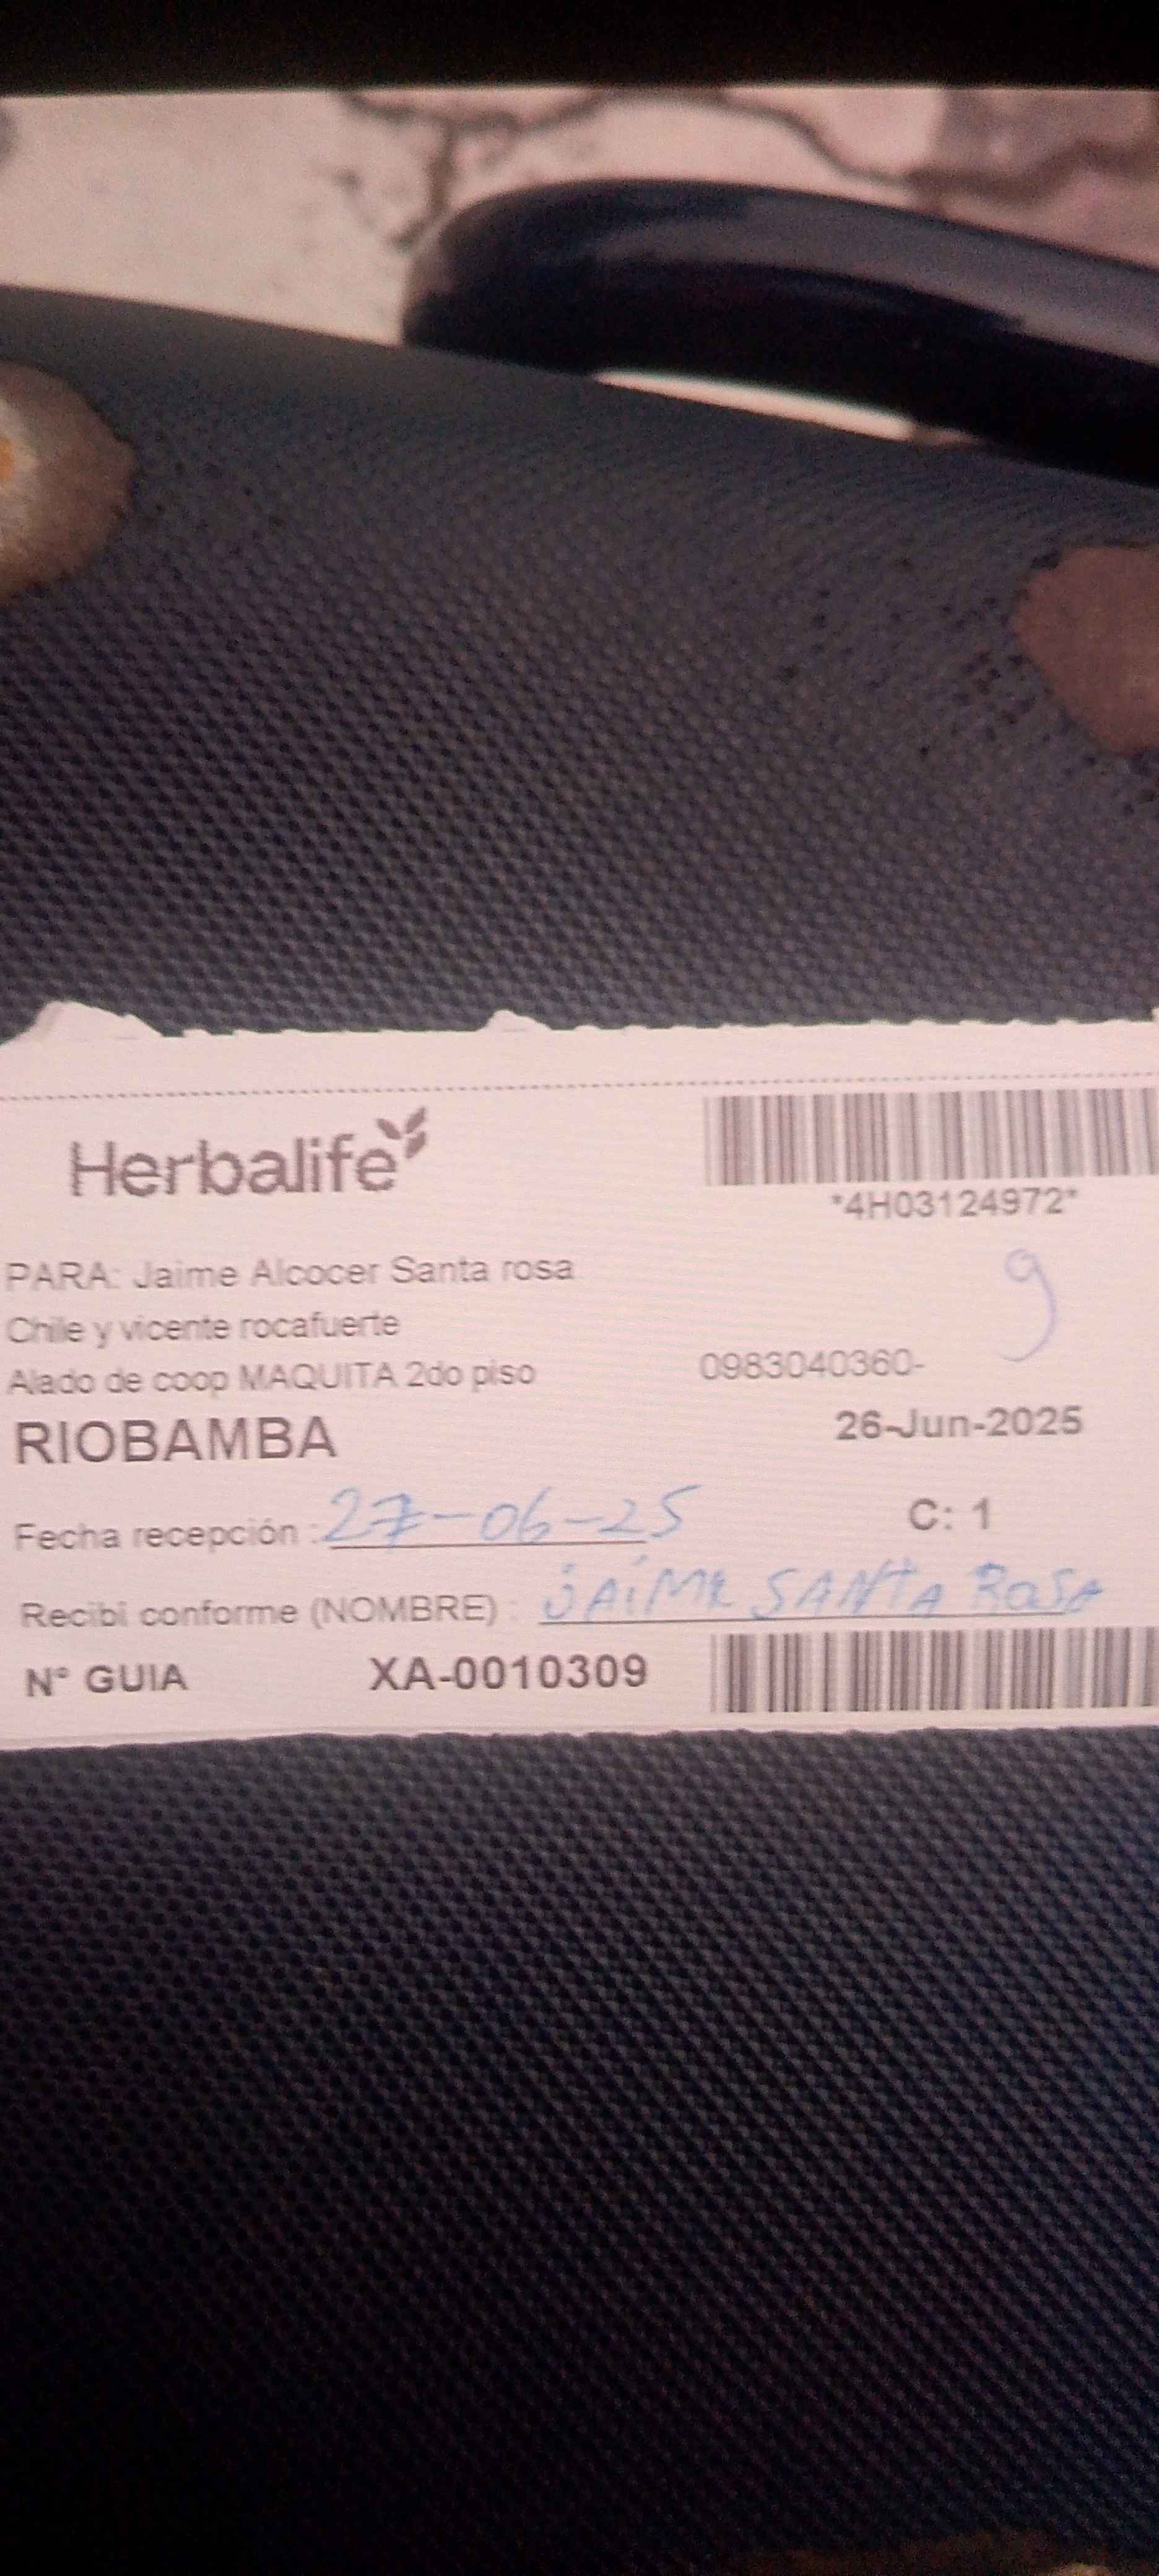 Herbalife
*4H03124972*
PARA: Jaime Alcocer Santa rosa
9
Chile y vicente rocafuerte
Alado de coop MAQUITA 2do piso 0983040360-
RIOBAMBA 26-Jun-2025
Fecha recepción : 27-06-25 C: 1
Recibi conforme (NOMBRE) : JAIME SANTA ROSA
N° GUIA XA-0010309